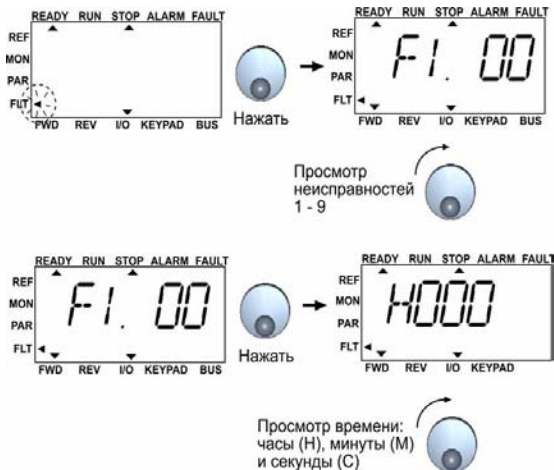 READY RUN STOP ALARM FAULT
REF
MON
PAR
FLT
FWD REV I/O KEYPAD BUS
Нажать
READY RUN STOP ALARM FAULT
REF
MON
PAR
FLT
F1. 00
FWD REV I/O KEYPAD BUS
Просмотр
неисправностей
1 - 9
READY RUN STOP ALARM FAULT
REF
MON
PAR
FLT
F1. 00
FWD REV I/O KEYPAD BUS
Нажать
READY RUN STOP ALARM FAULT
REF
MON
PAR
FLT
H000
FWD REV I/O KEYPAD
Просмотр времени:
часы (H), минуты (M)
и секунды (C)